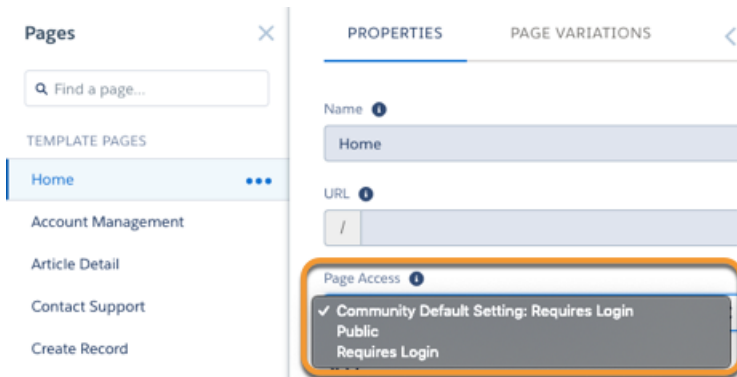 Pages
Find a page...
TEMPLATE PAGES
Home
Account Management
Article Detail
Contact Support
Create Record
PROPERTIES
PAGE VARIATIONS
Name
Home
URL
/
Page Access
✓ Community Default Setting: Requires Login
Public
Requires Login